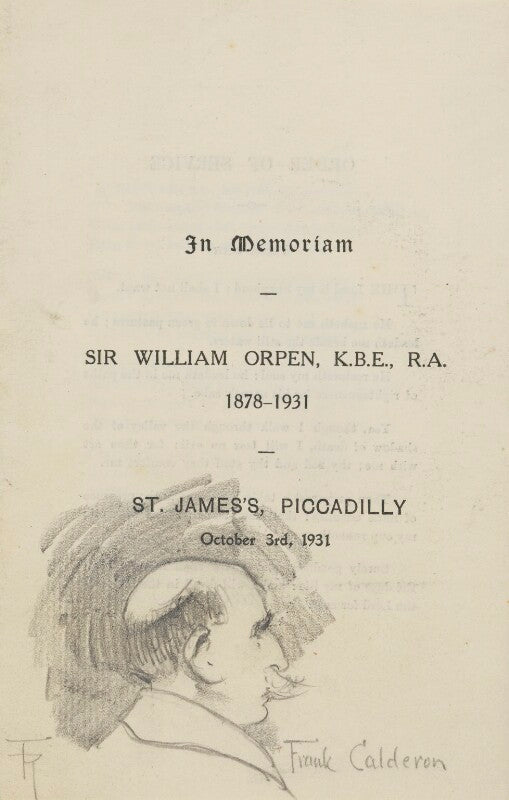 In Memoriam
—
SIR WILLIAM ORPEN, K.B.E., R.A.
1878–1931
—
ST. JAMES'S, PICCADILLY
October 3rd, 1931
Frank Calderon